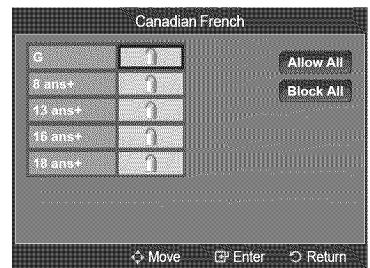 Canadian French
G
Allow All
8 ans+
Block All
13 ans+
16 ans+
18 ans+
Move Enter Return